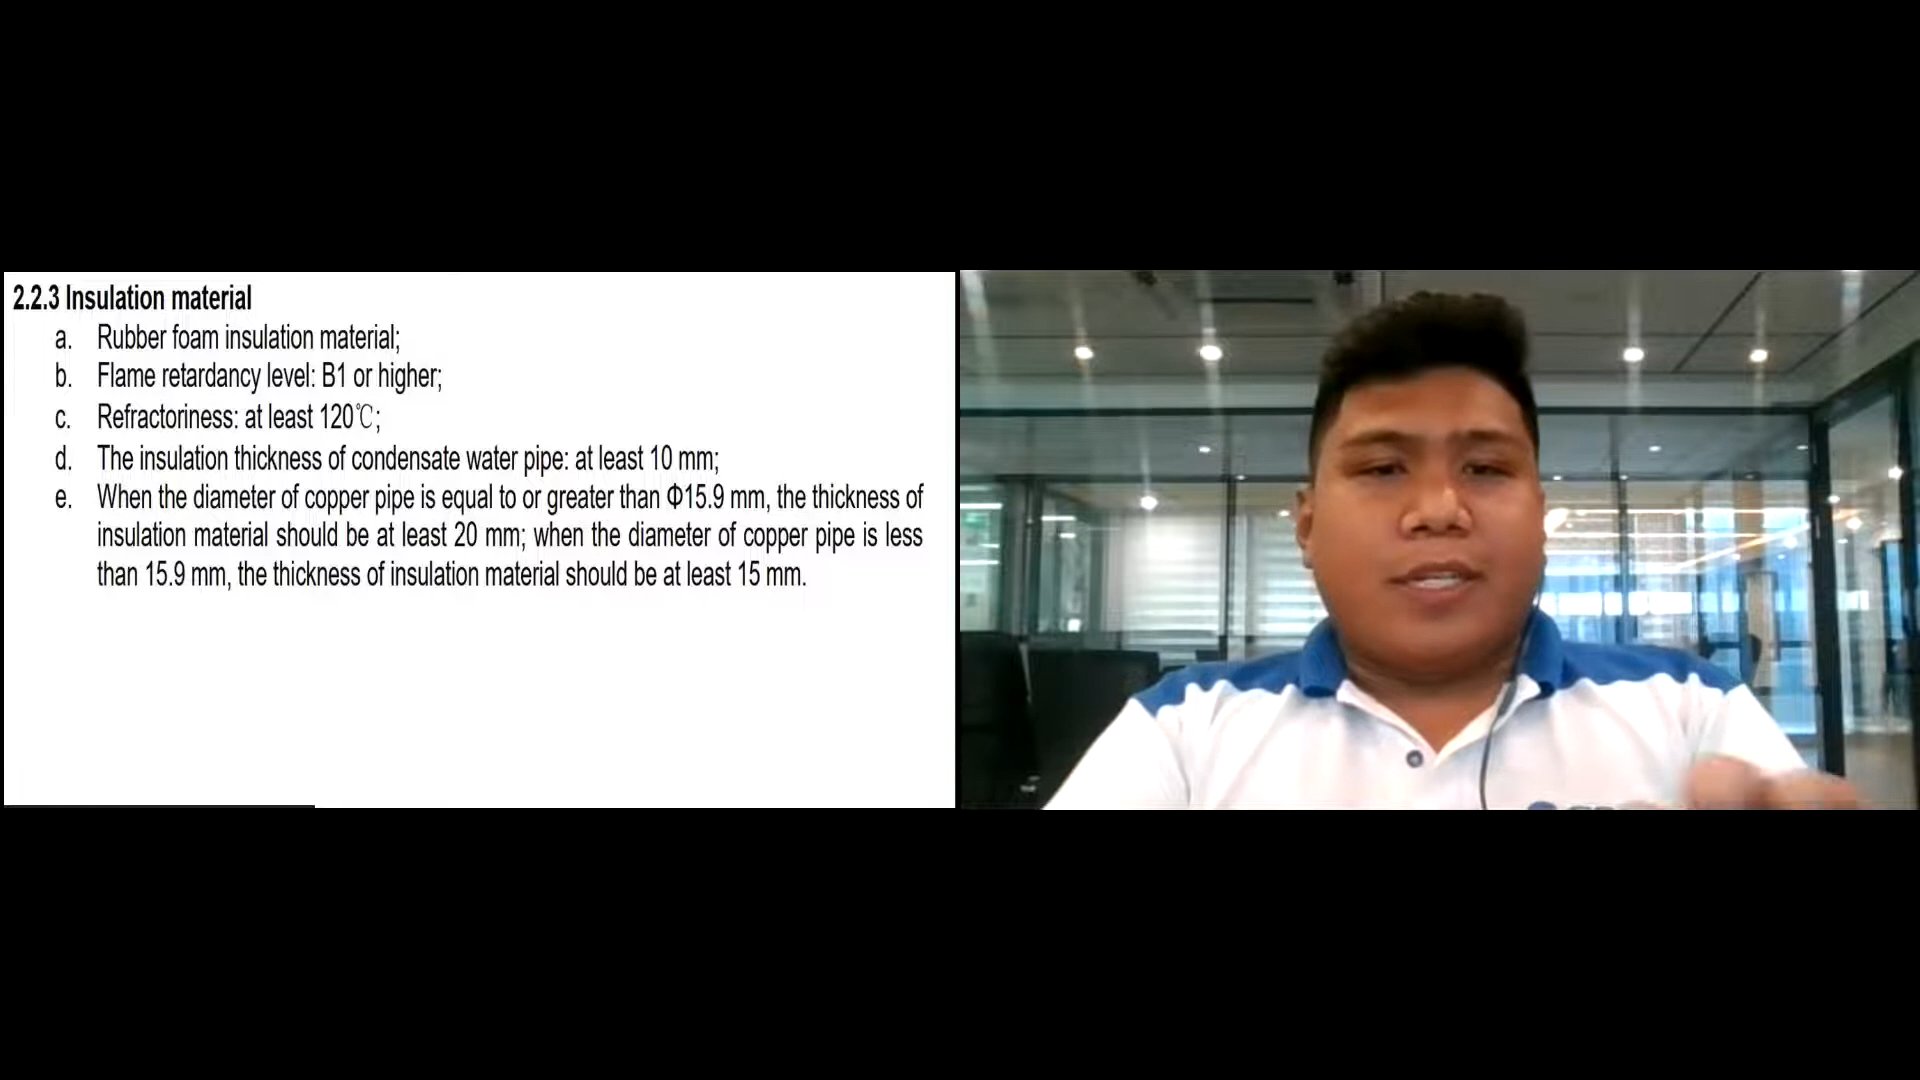 2.2.3 Insulation material
a. Rubber foam insulation material;
b. Flame retardancy level: B1 or higher;
c. Refractoriness: at least 120℃;
d. The insulation thickness of condensate water pipe: at least 10 mm;
e. When the diameter of copper pipe is equal to or greater than Φ15.9 mm, the thickness of
insulation material should be at least 20 mm; when the diameter of copper pipe is less
than 15.9 mm, the thickness of insulation material should be at least 15 mm.